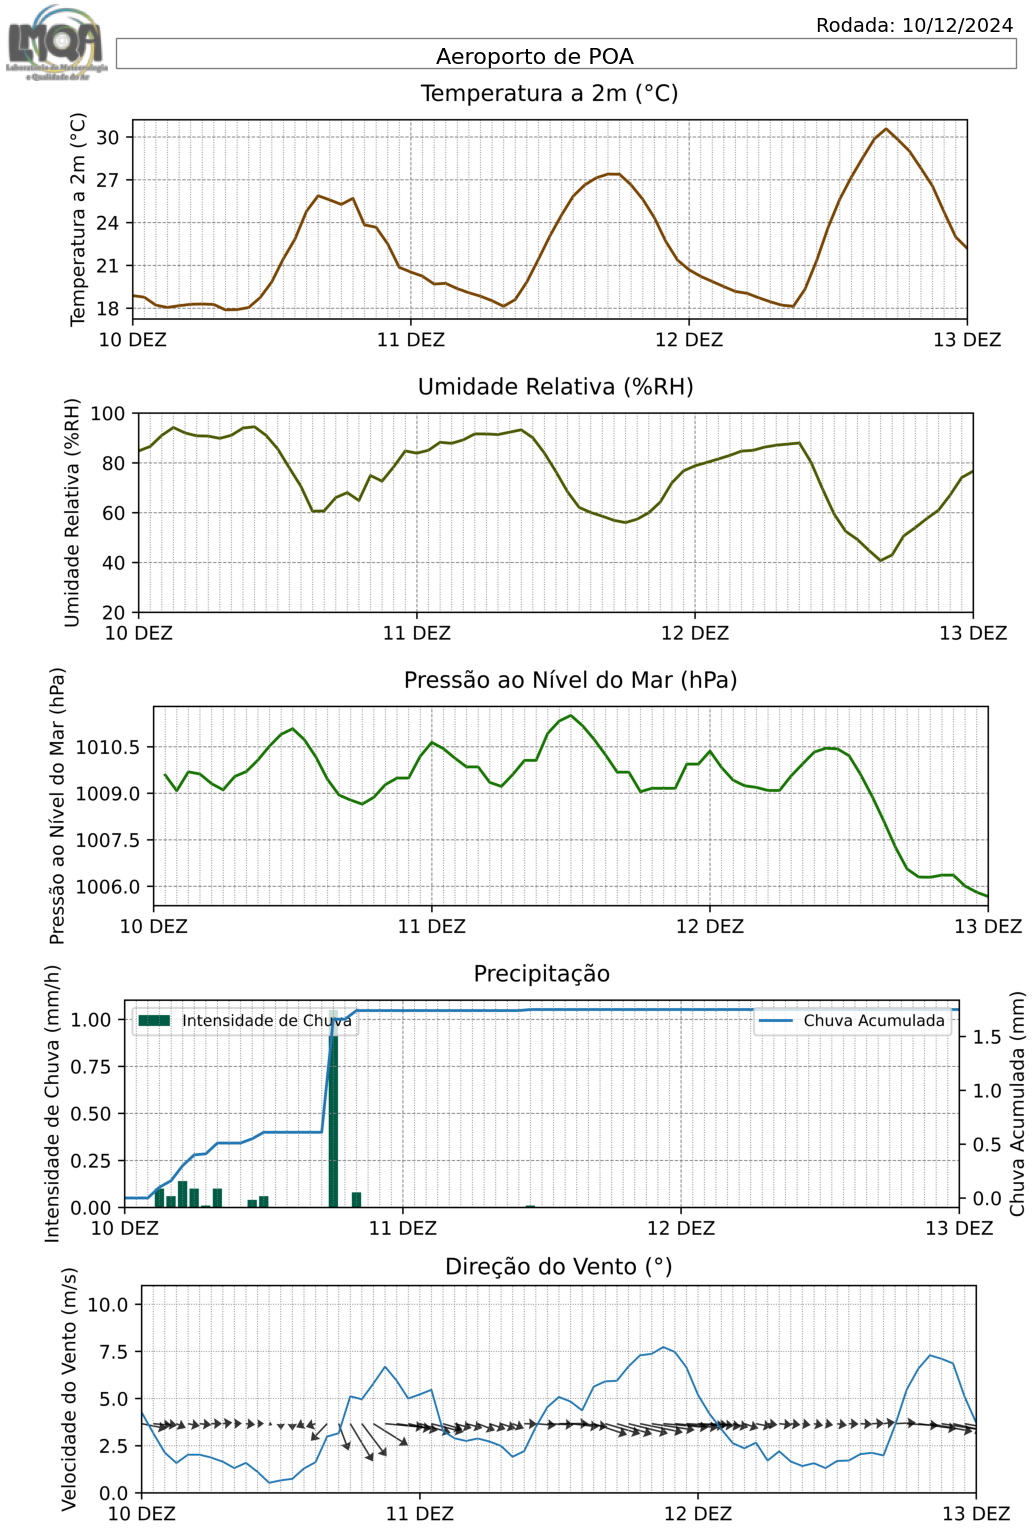 LMQA
Laboratório de Meteorologia
e Qualidade do Ar
Rodada: 10/12/2024
Aeroporto de POA
Temperatura a 2m (°C)
Temperatura a 2m (°C)
30
27
24
21
18
10 DEZ 11 DEZ 12 DEZ 13 DEZ
Umidade Relativa (%RH)
Umidade Relativa (%RH)
100
80
60
40
20
10 DEZ 11 DEZ 12 DEZ 13 DEZ
Pressão ao Nível do Mar (hPa)
Pressão ao Nível do Mar (hPa)
1010.5
1009.0
1007.5
1006.0
10 DEZ 11 DEZ 12 DEZ 13 DEZ
Precipitação
Intensidade de Chuva (mm/h)
1.00
0.75
0.50
0.25
0.00
Intensidade de Chuva
Chuva Acumulada
1.5
1.0
0.5
0.0
Chuva Acumulada (mm)
10 DEZ 11 DEZ 12 DEZ 13 DEZ
Direção do Vento (°)
Velocidade do Vento (m/s)
10.0
7.5
5.0
2.5
0.0
10 DEZ 11 DEZ 12 DEZ 13 DEZ